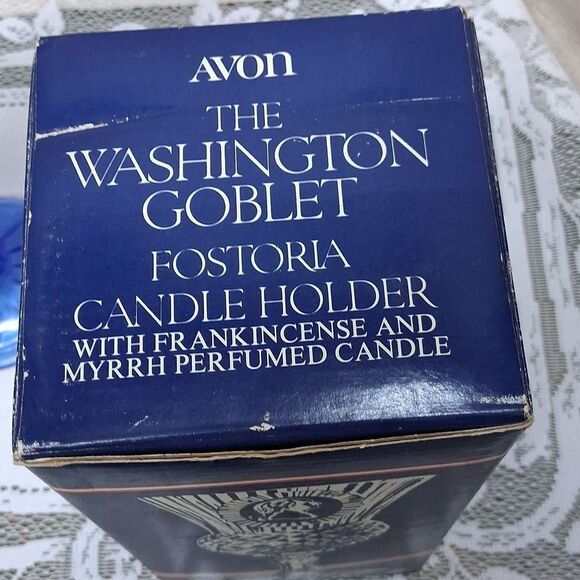 AVON
THE
WASHINGTON
GOBLET
FOSTORIA
CANDLE HOLDER
WITH FRANKINCENSE AND
MYRRH PERFUMED CANDLE